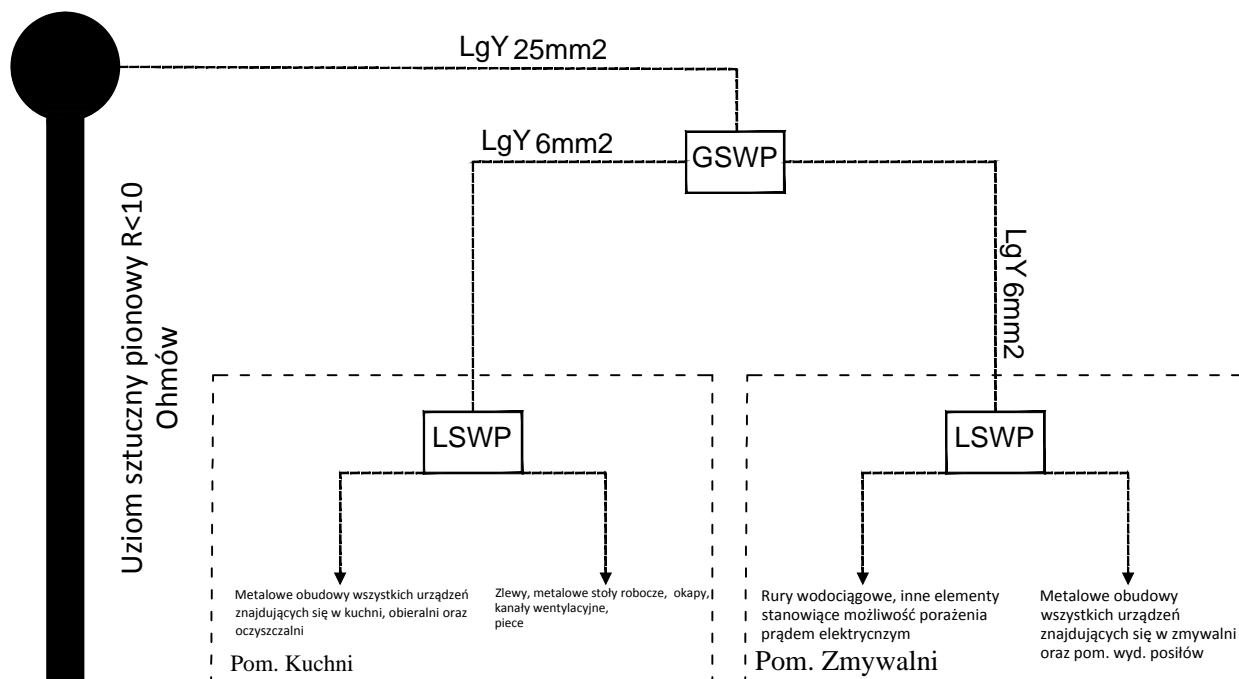 LgY 25mm2
LgY 6mm2
GSWP
LgY 6mm2
Uziom sztuczny pionowy R<10
Ohmów
LSWP
LSWP
Metalowe obudowy wszystkich urządzeń
znajdujących się w kuchni, obieralni oraz
oczyszczalni
Zlewy, metalowe stoły robocze, okapy,
kanały wentylacyjne,
piece
Rury wodociągowe, inne elementy
stanowiące możliwość porażenia
prądem elektrycznym
Metalowe obudowy
wszystkich urządzeń
znajdujących się w zmywalni
oraz pom. wyd. posiłów
Pom. Kuchni
Pom. Zmywalni